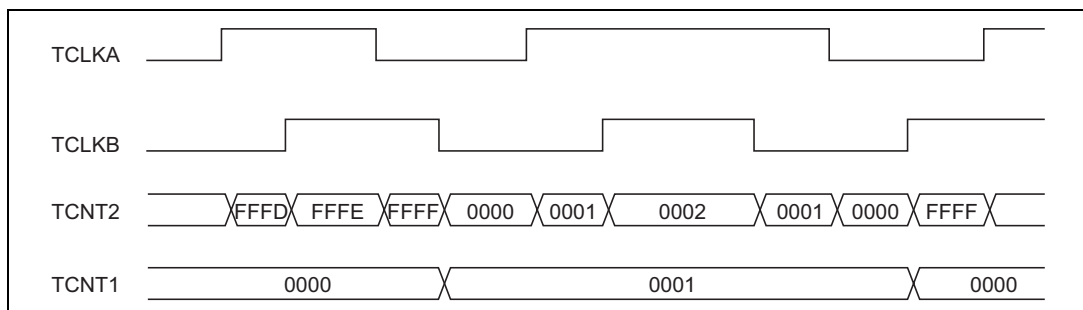 TCLKA
TCLKB
TCNT2 FFFD FFFE FFFF 0000 0001 0002 0001 0000 FFFF
TCNT1 0000 0001 0000